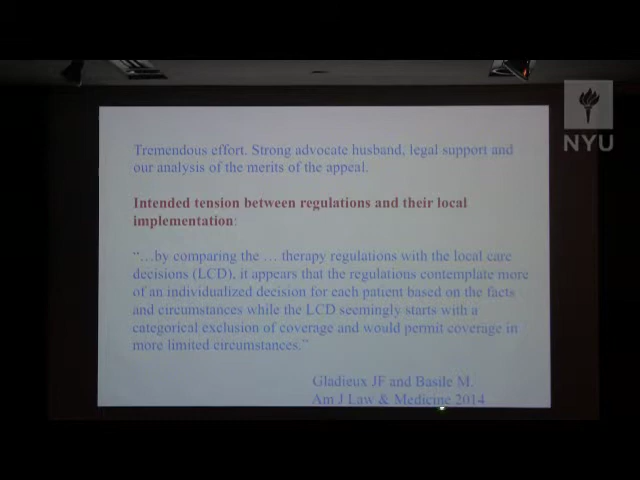 NYU
Tremendous effort. Strong advocate husband, legal support and
our analysis of the merits of the appeal.
Intended tension between regulations and their local
implementation:
“…by comparing the … therapy regulations with the local care
decisions (LCD), it appears that the regulations contemplate more
of an individualized decision for each patient based on the facts
and circumstances while the LCD seemingly starts with a
categorical exclusion of coverage and would permit coverage in
more limited circumstances.”
Gladieux JF and Basile M.
Am J Law & Medicine 2014